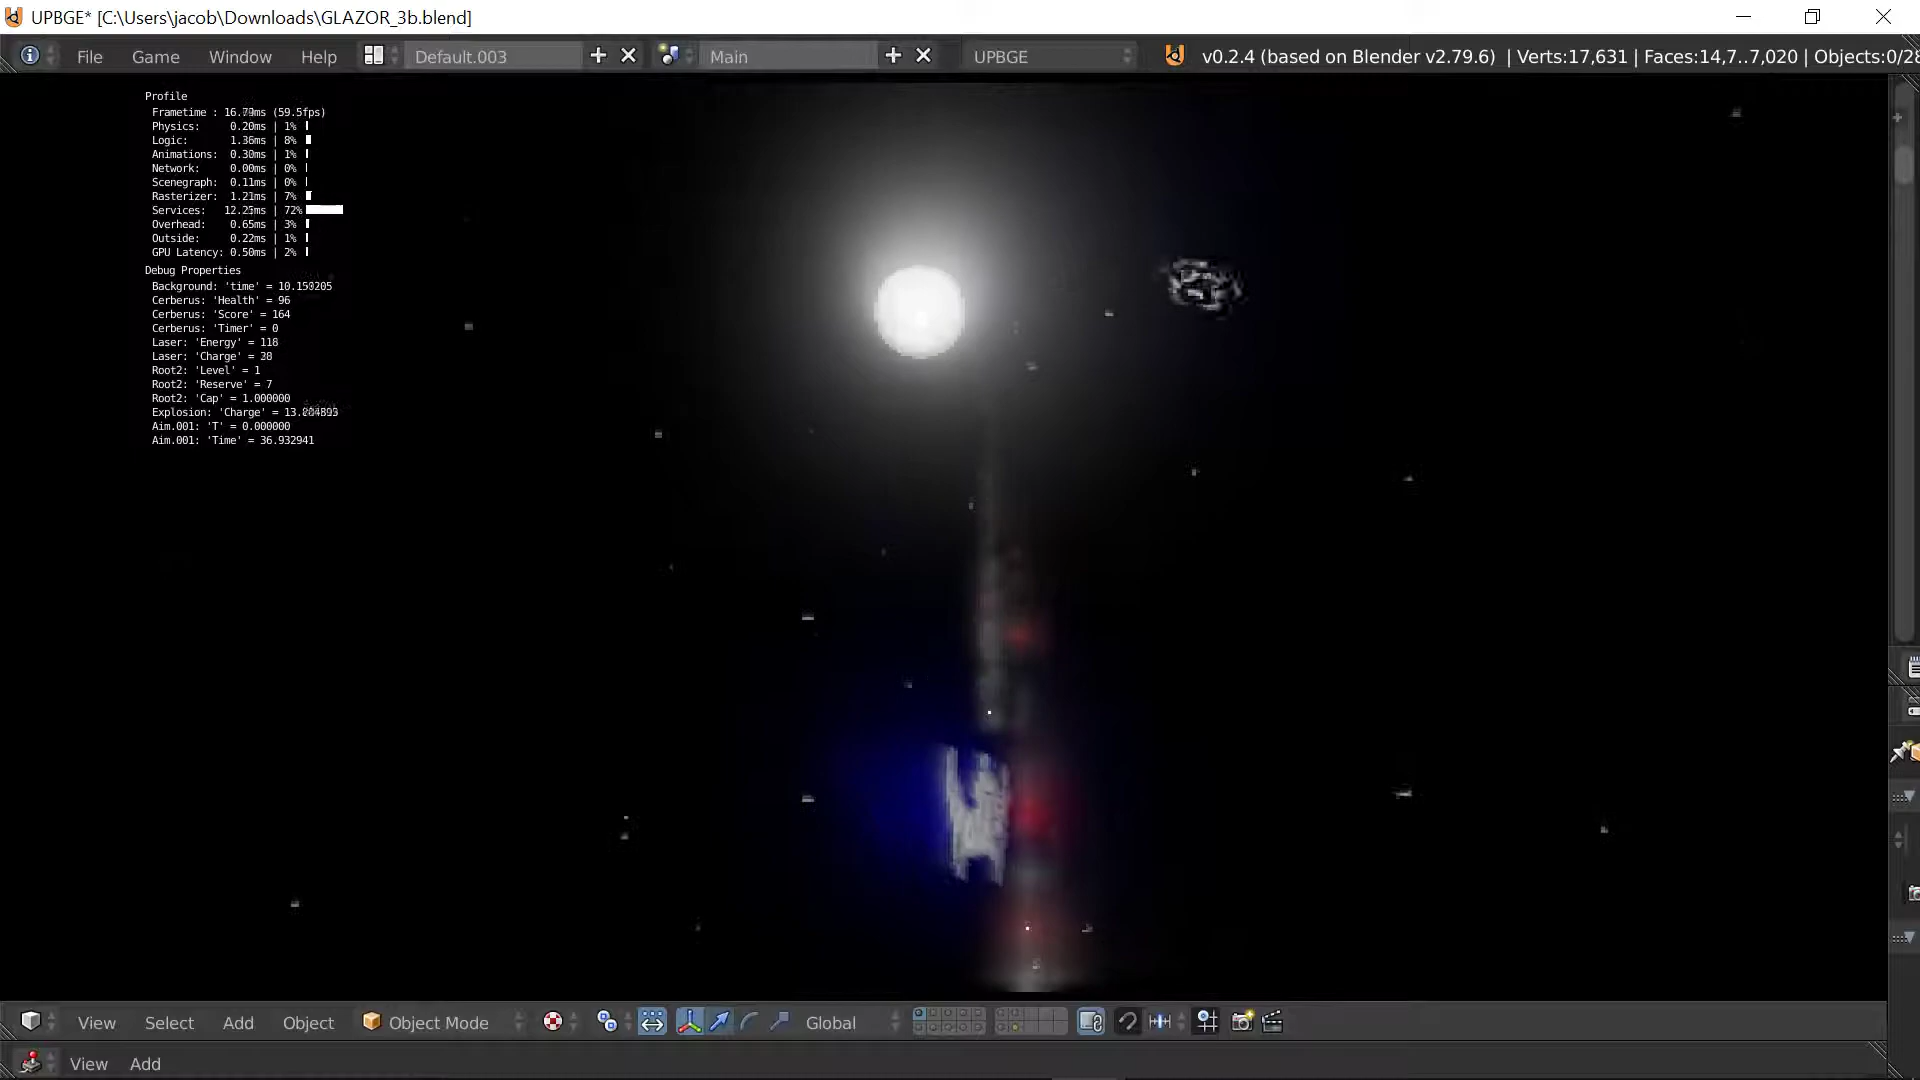 UPBGE* [C:\Users\jacob\Downloads\GLAZOR_3b.blend]
File Game Window Help Default.003 Main UPBGE v0.2.4 (based on Blender v2.79.6) | Verts:17,631 | Faces:14,7..7,020 | Objects:0/28
Profile
Frametime : 16.79ms (59.5fps)
Physics: 0.20ms | 1%
Logic: 1.36ms | 8%
Animations: 0.30ms | 1%
Network: 0.00ms | 0%
Scenegraph: 0.11ms | 0%
Rasterizer: 1.21ms | 7%
Services: 12.25ms | 72%
Overhead: 0.65ms | 3%
Outside: 0.22ms | 1%
GPU Latency: 0.50ms | 2%
Debug Properties
Background: 'time' = 10.150205
Cerberus: 'Health' = 96
Cerberus: 'Score' = 164
Cerberus: 'Timer' = 0
Laser: 'Energy' = 118
Laser: 'Charge' = 28
Root2: 'Level' = 1
Root2: 'Reserve' = 7
Root2: 'Cap' = 1.000000
Explosion: 'Charge' =
Aim.001: 'T' = 0.000000
Aim.001: 'Time' = 36.932941
View Select Add Object Object Mode Global
View Add